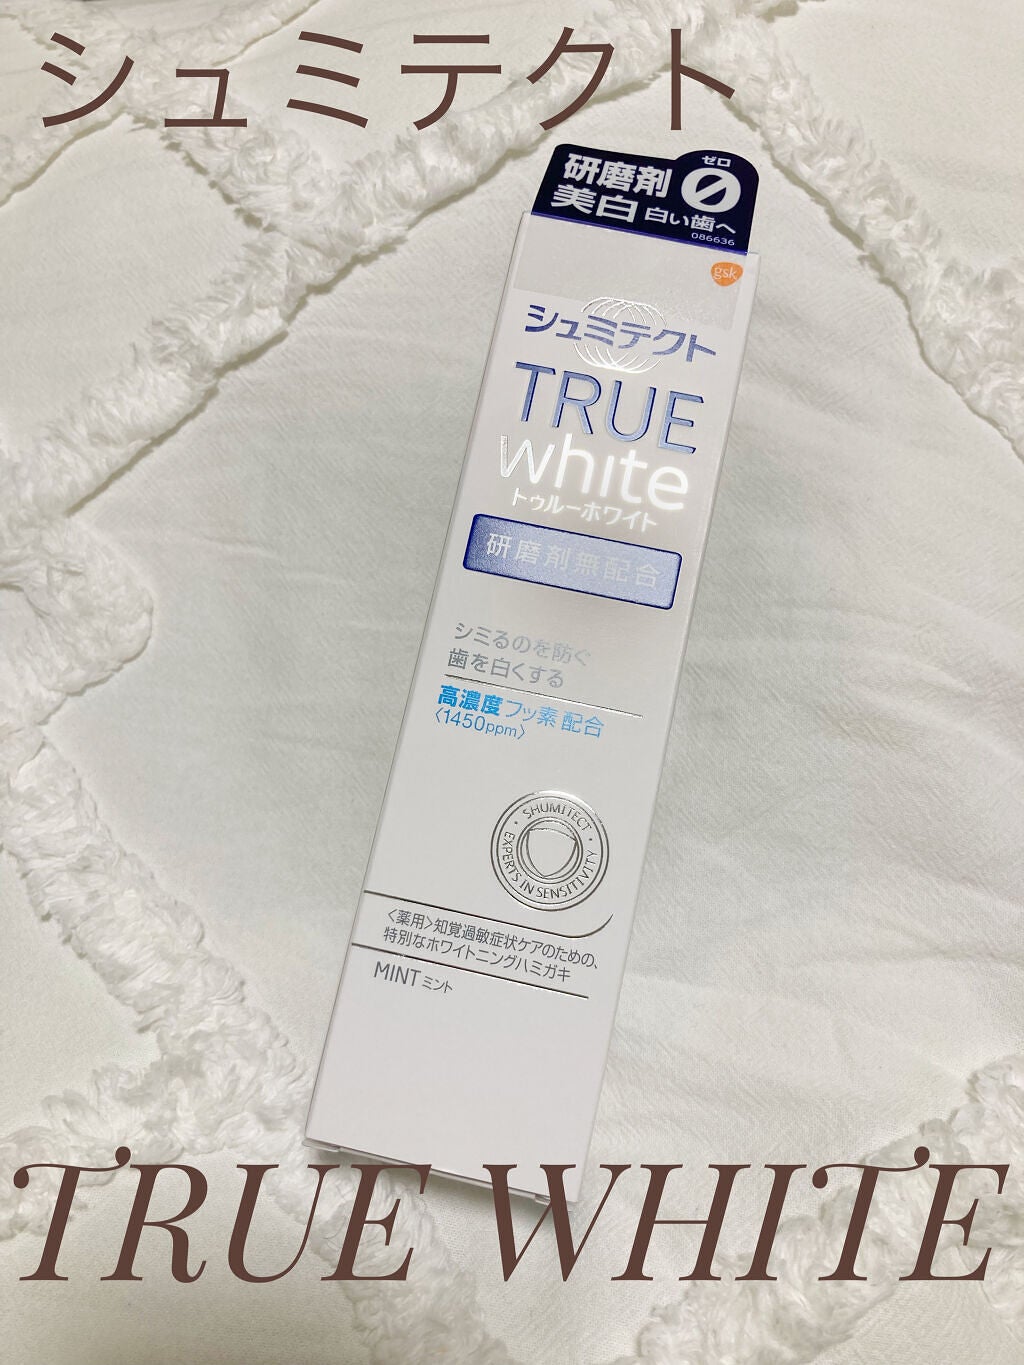 シュミテクト
ゼロ
研磨剤 0
美白 白い歯へ
086636
gsk
シュミテクト
TRUE
white
トゥルーホワイト
研磨剤無配合
シミるのを防ぐ
歯を白くする
高濃度フッ素配合
〈1450ppm〉
SHUMITECT
EXPERTS IN SENSITIVITY
〈薬用〉知覚過敏症状ケアのための、
特別なホワイトニングハミガキ
MINT ミント
TRUE WHITE